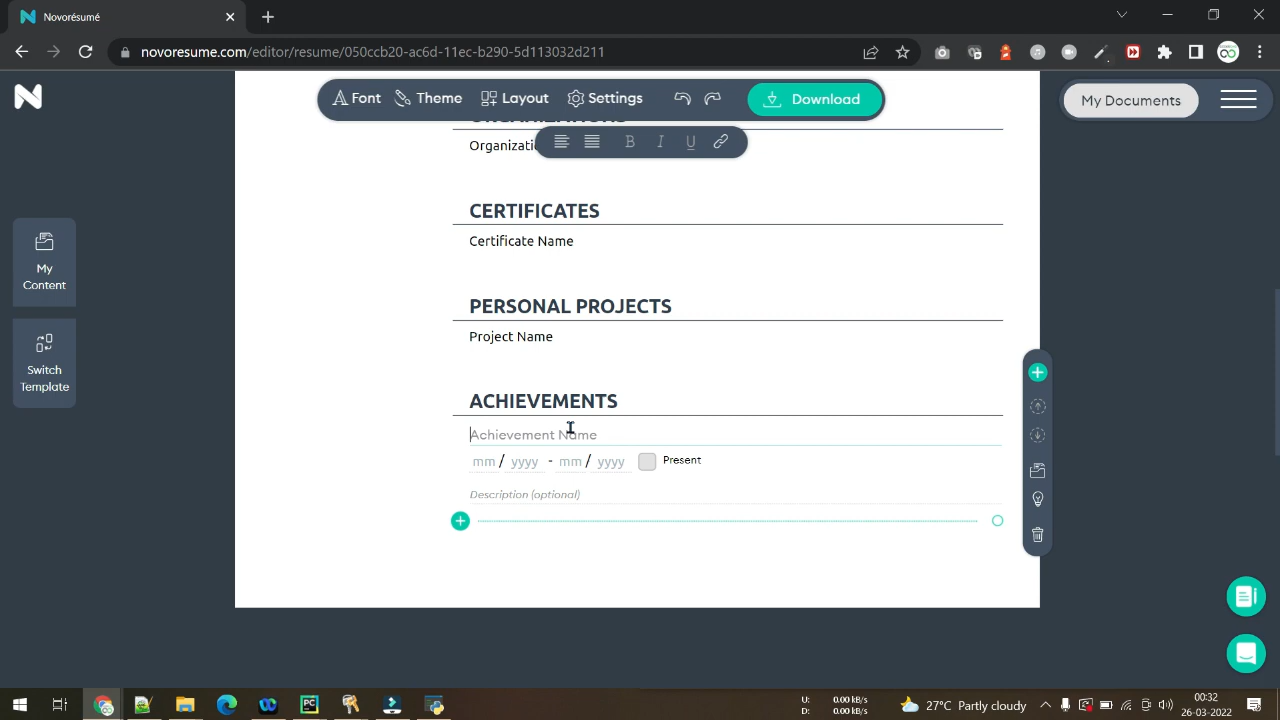 Novorésumé
novoresume.com/editor/resume/050ccb20-ac6d-11ec-b290-5d113032d211
N
Font
Theme
Layout
Settings
Download
My Documents
B I U
Organizati
CERTIFICATES
Certificate Name
PERSONAL PROJECTS
Project Name
ACHIEVEMENTS
Achievement Name
mm / yyyy - mm / yyyy
Present
Description (optional)
My
Content
Switch
Template
U: 0.00 kB/s
D: 0.00 kB/s
27°C Partly cloudy
00:32
26-03-2022